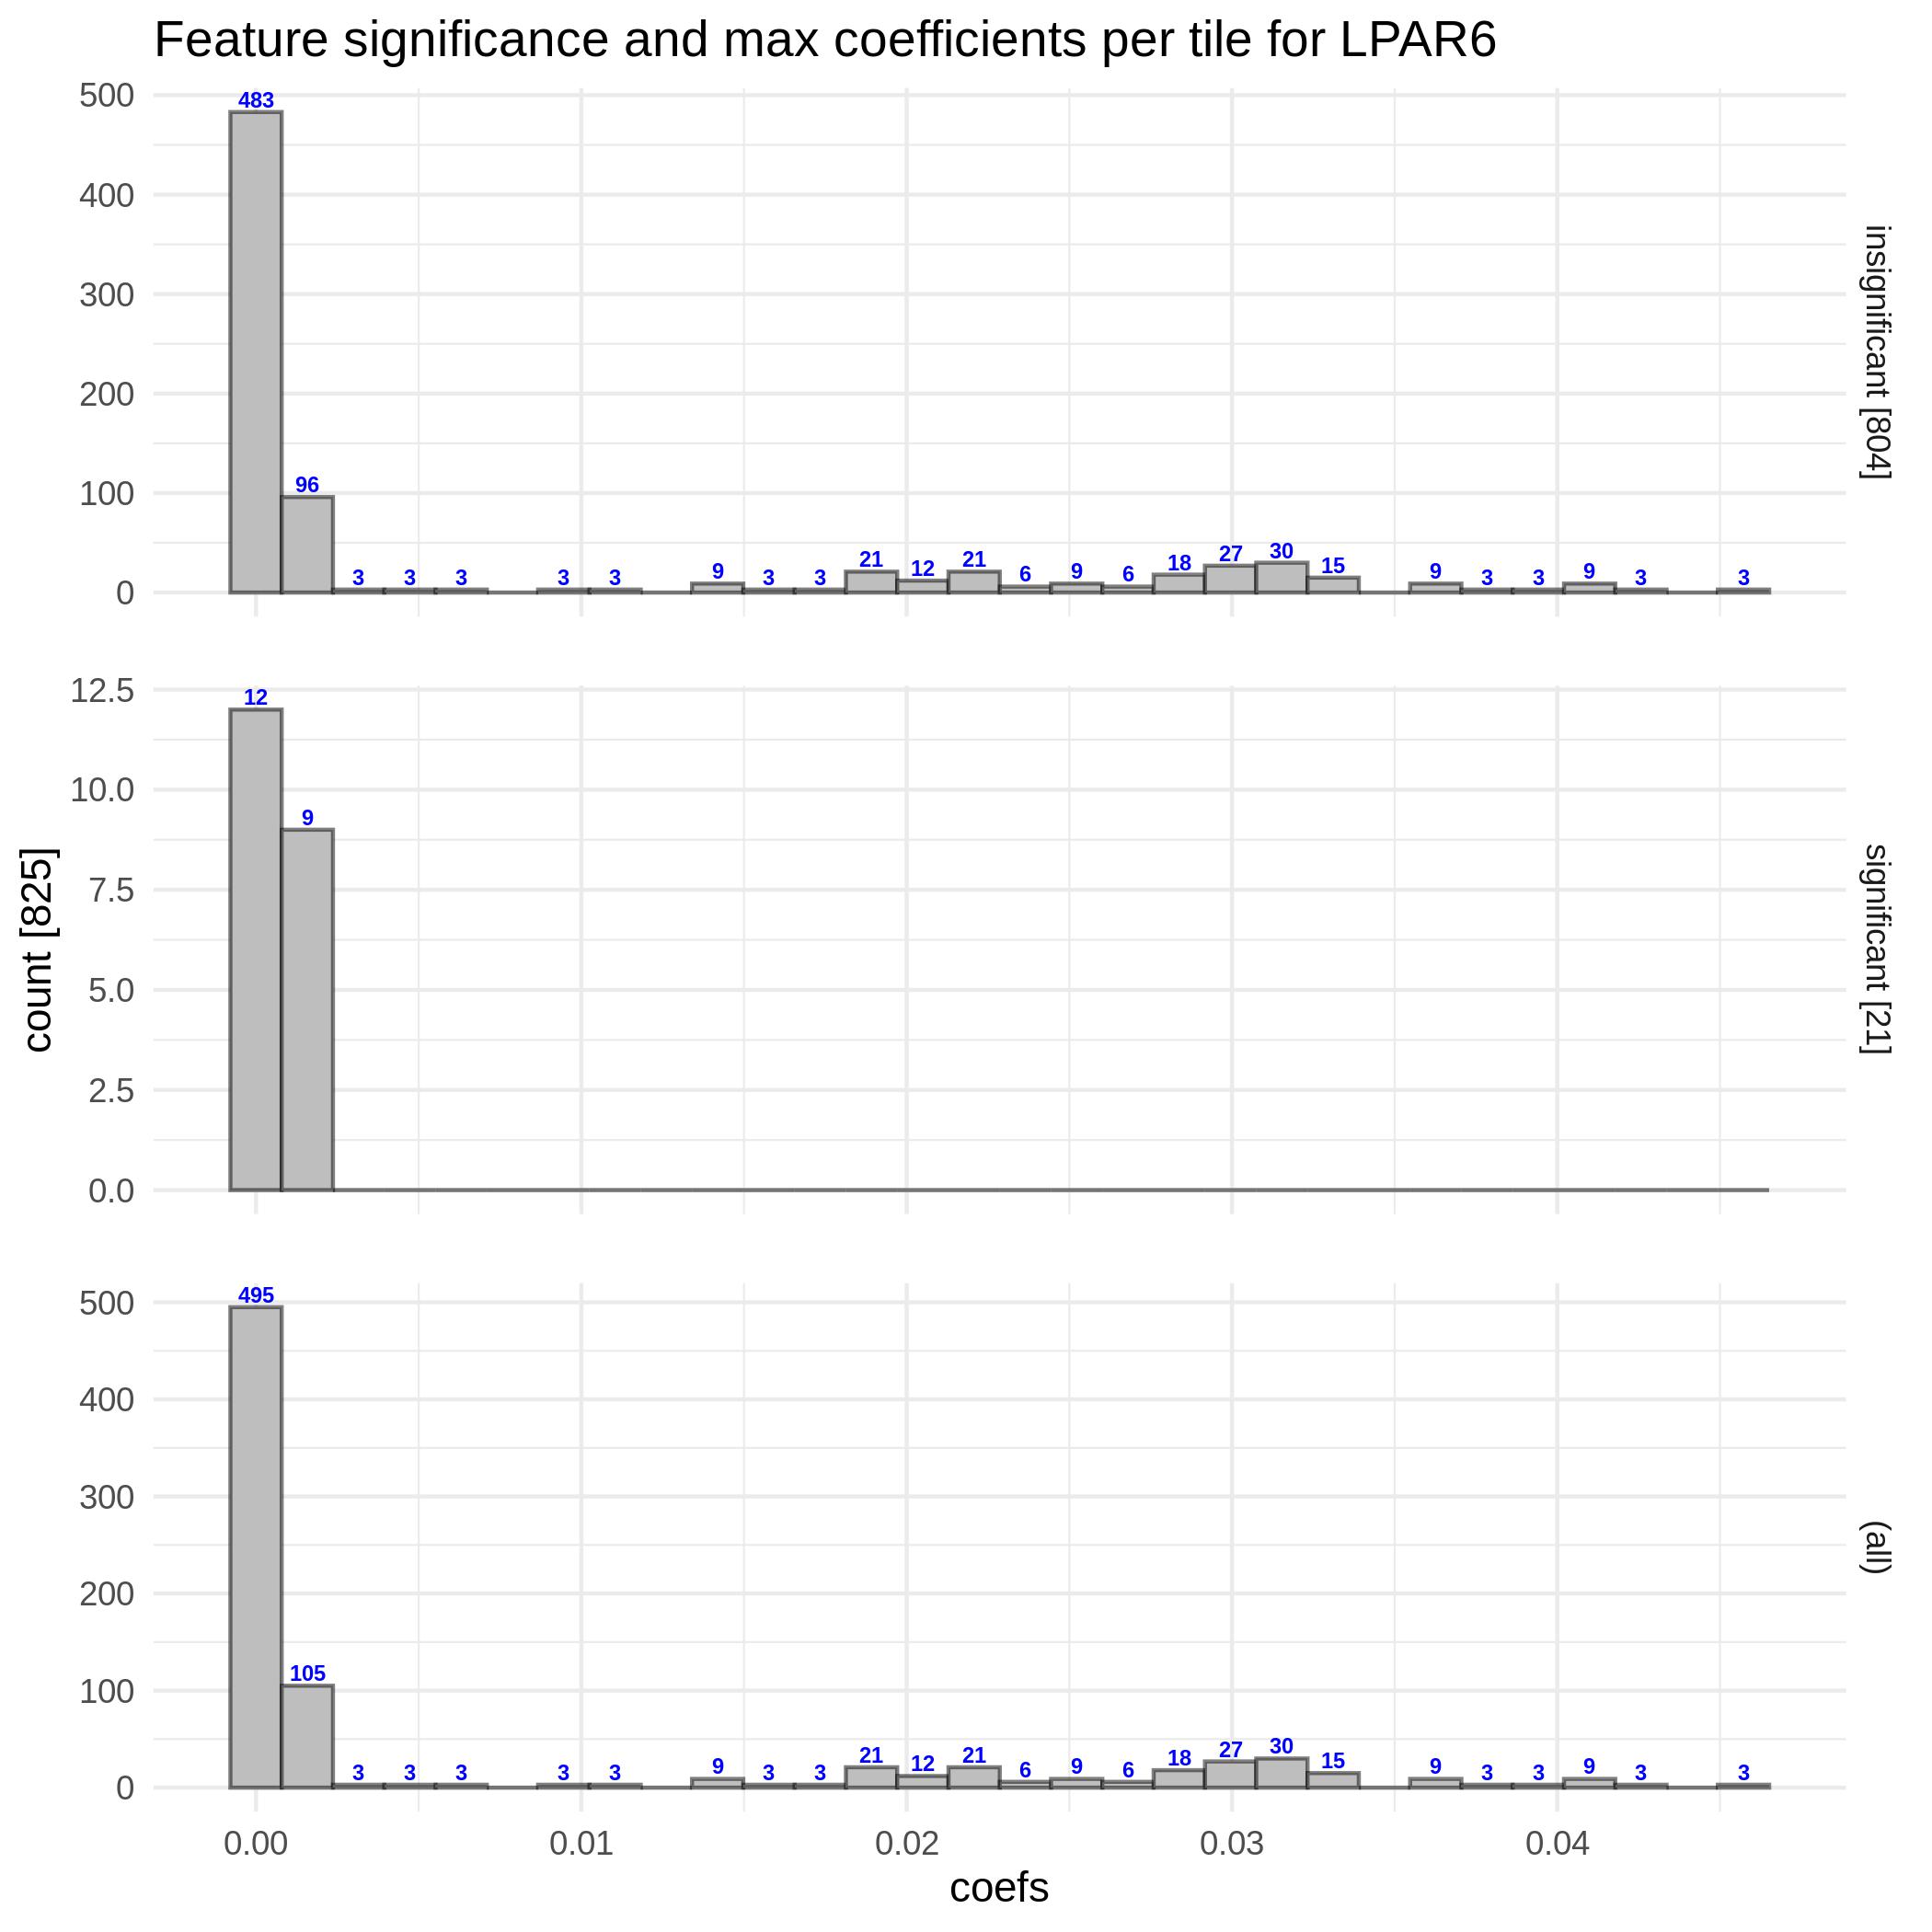 Feature significance and max coefficients per tile for LPAR6
500
400
300
200
100
0
483
96
3 3 3 3 3 9 3 3 21 12 21 6 9 6 18 27 30 15 9 3 3 9 3 3
insignificant [804]
12.5
10.0
7.5
5.0
2.5
0.0
12
9
significant [21]
count [825]
500
400
300
200
100
0
495
105
3 3 3 3 3 9 3 3 21 12 21 6 9 6 18 27 30 15 9 3 3 9 3 3
(all)
0.00 0.01 0.02 0.03 0.04
coefs